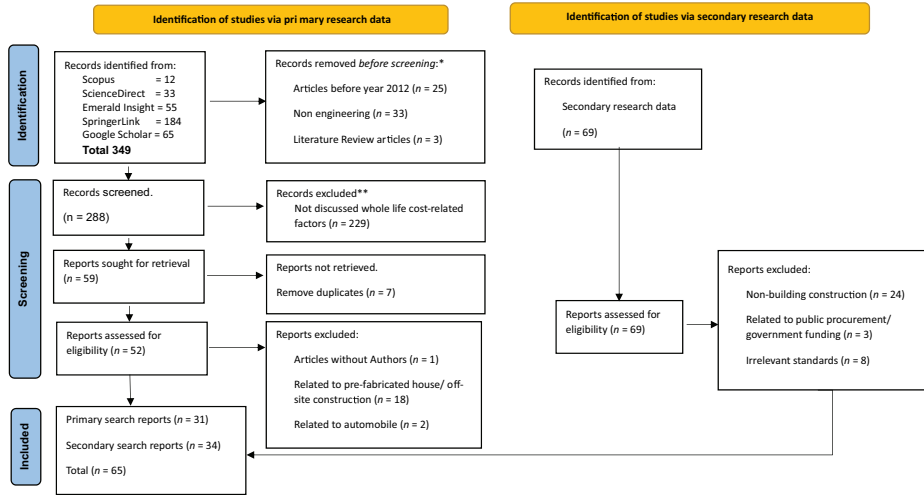 Identification of studies via pri mary research data
Identification of studies via secondary research data
Identification
Records identified from:
Scopus = 12
ScienceDirect = 33
Emerald Insight = 55
SpringerLink = 184
Google Scholar = 65
Total 349
Records removed before screening:*
Articles before year 2012 (n = 25)
Non engineering (n = 33)
Literature Review articles (n = 3)
Records identified from:
Secondary research data
(n = 69)
Screening
Records screened.
(n = 288)
Records excluded**
Not discussed whole life cost-related
factors (n = 229)
Reports sought for retrieval
(n = 59)
Reports not retrieved.
Remove duplicates (n = 7)
Reports assessed for
eligibility (n = 52)
Reports excluded:
Articles without Authors (n = 1)
Related to pre-fabricated house/ off-
site construction (n = 18)
Related to automobile (n = 2)
Reports assessed for
eligibility (n = 69)
Reports excluded:
Non-building construction (n = 24)
Related to public procurement/
government funding (n = 3)
Irrelevant standards (n = 8)
Included
Primary search reports (n = 31)
Secondary search reports (n = 34)
Total (n = 65)